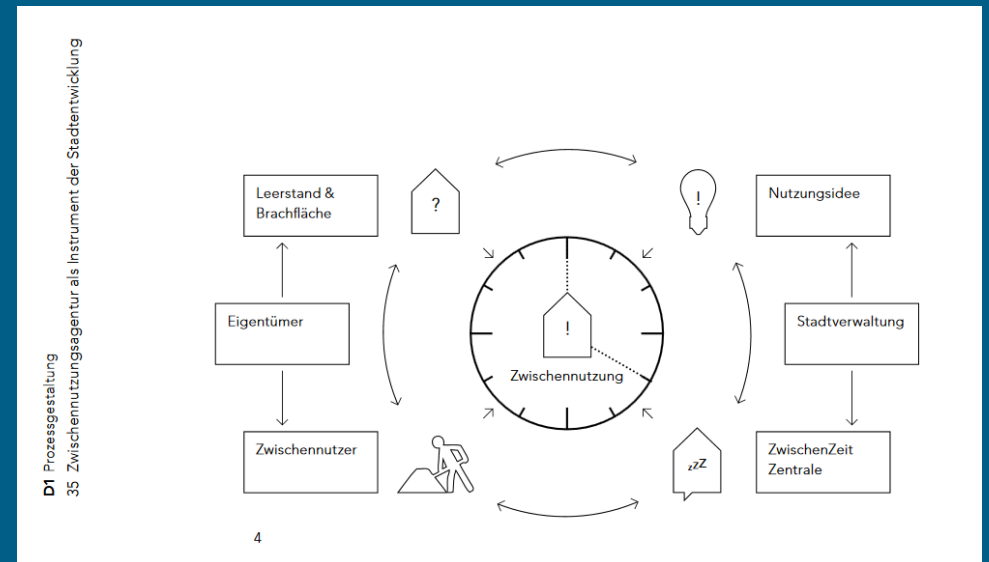 D1 Prozessgestaltung
35 Zwischennutzungsagentur als Instrument der Stadtentwicklung
Leerstand &
Brachfläche
?
!
Nutzungsidee
Eigentümer
!
Zwischennutzung
Stadtverwaltung
Zwischennutzer
zzZ
ZwischenZeit
Zentrale
4